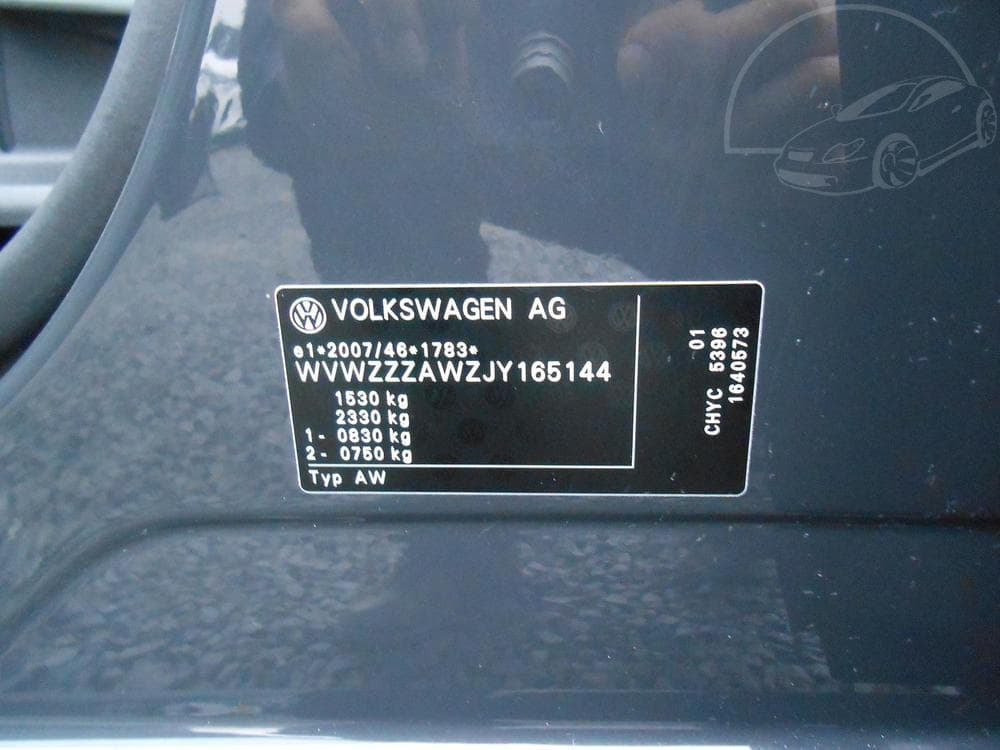 VOLKSWAGEN AG
e1*2007/46*1783*
WVWZZZAWZJY165144
1530 kg
2330 kg
1- 0830 kg
2- 0750 kg
Typ AW
01
CHYC 5396
1640573